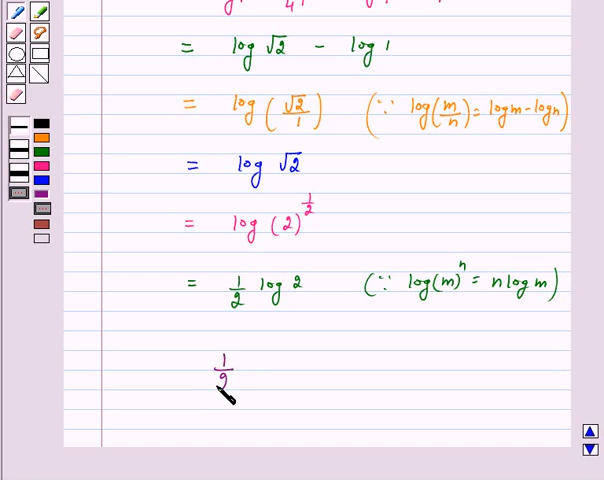 = log √2 - log 1
= log (√2/1) (∵ log(m/n) = log m - log n)
= log √2
= log (2)^1/2
= 1/2 log 2 (∵ log(m)^n = n log m)
1